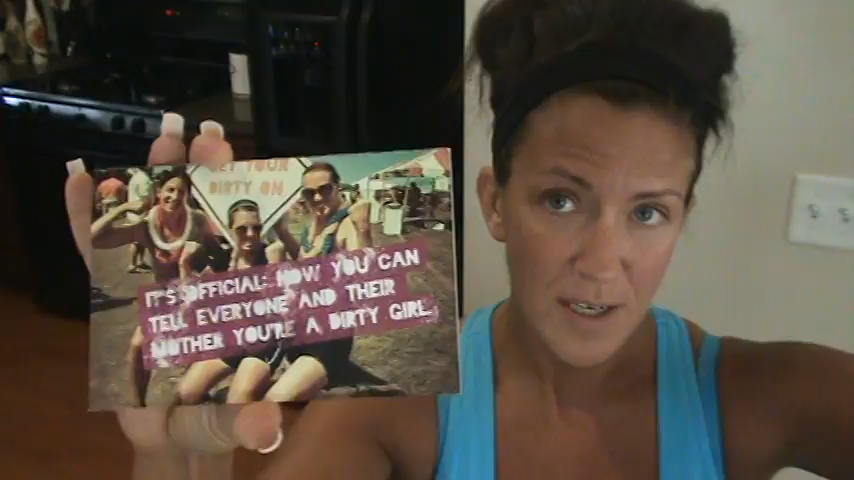 GET YOUR
DIRTY ON
IT'S OFFICIAL: NOW YOU CAN
TELL EVERYONE AND THEIR
MOTHER YOU'RE A DIRTY GIRL.